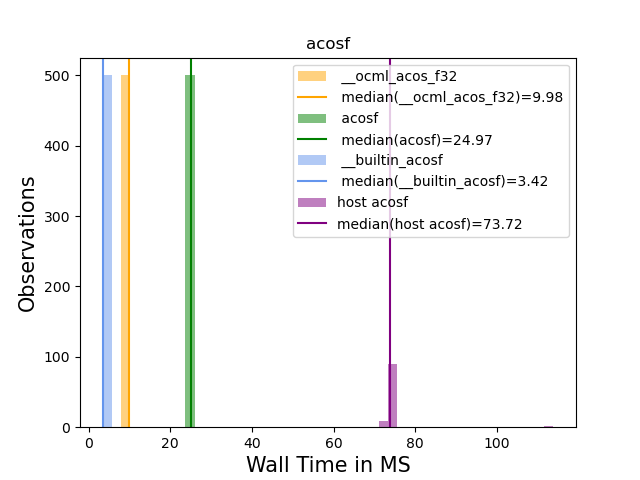 acosf
500
400
300
200
100
0
Observations
__ocml_acos_f32
median(__ocml_acos_f32)=9.98
acosf
median(acosf)=24.97
__builtin_acosf
median(__builtin_acosf)=3.42
host acosf
median(host acosf)=73.72
0 20 40 60 80 100
Wall Time in MS